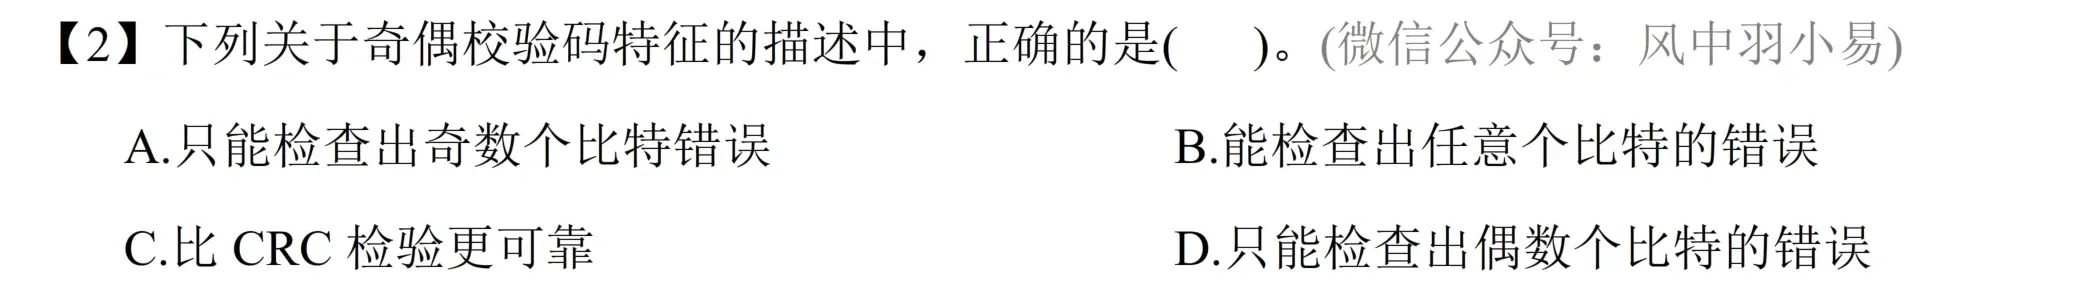 【2】下列关于奇偶校验码特征的描述中，正确的是(    )。(微信公众号：风中羽小易)
A.只能检查出奇数个比特错误    B.能检查出任意个比特的错误
C.比 CRC 检验更可靠    D.只能检查出偶数个比特的错误